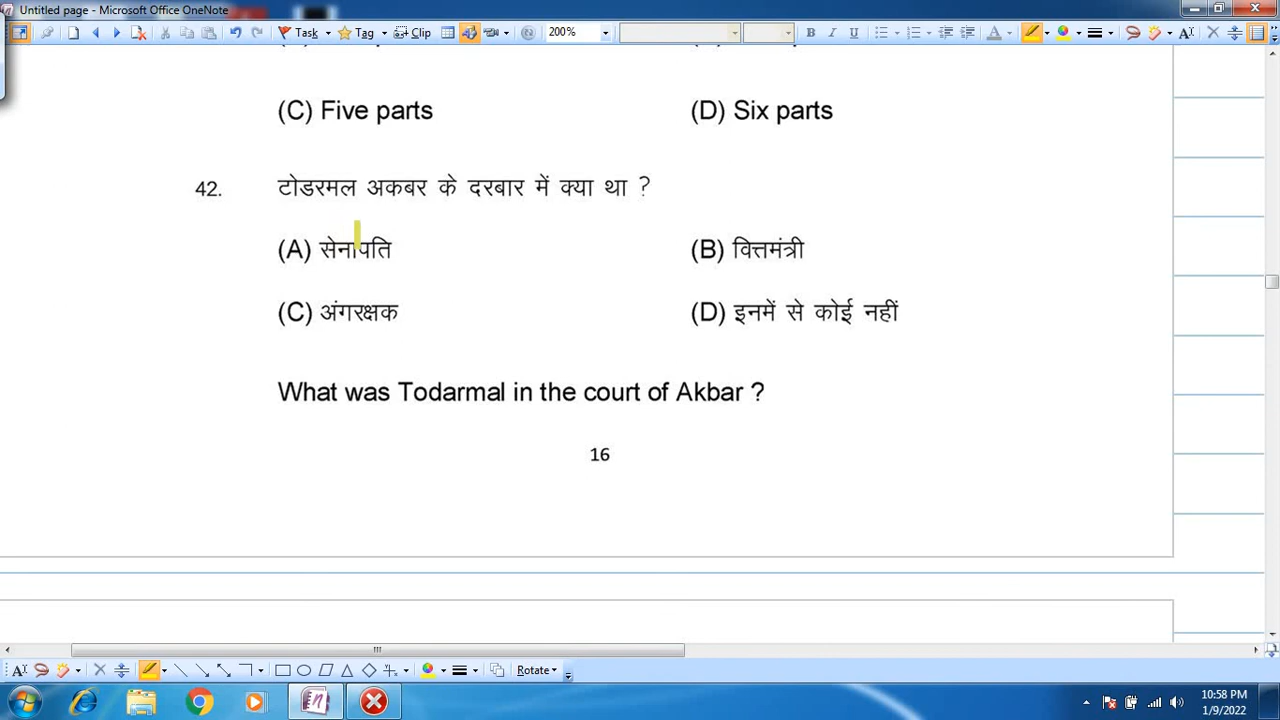 Untitled page - Microsoft Office OneNote
Task Tag Clip 200% B I U A
(C) Five parts (D) Six parts
42. टोडरमल अकबर के दरबार में क्या था ?
(A) सेनापति (B) वित्तमंत्री
(C) अंगरक्षक (D) इनमें से कोई नहीं
What was Todarmal in the court of Akbar ?
16
Rotate
10:58 PM
1/9/2022